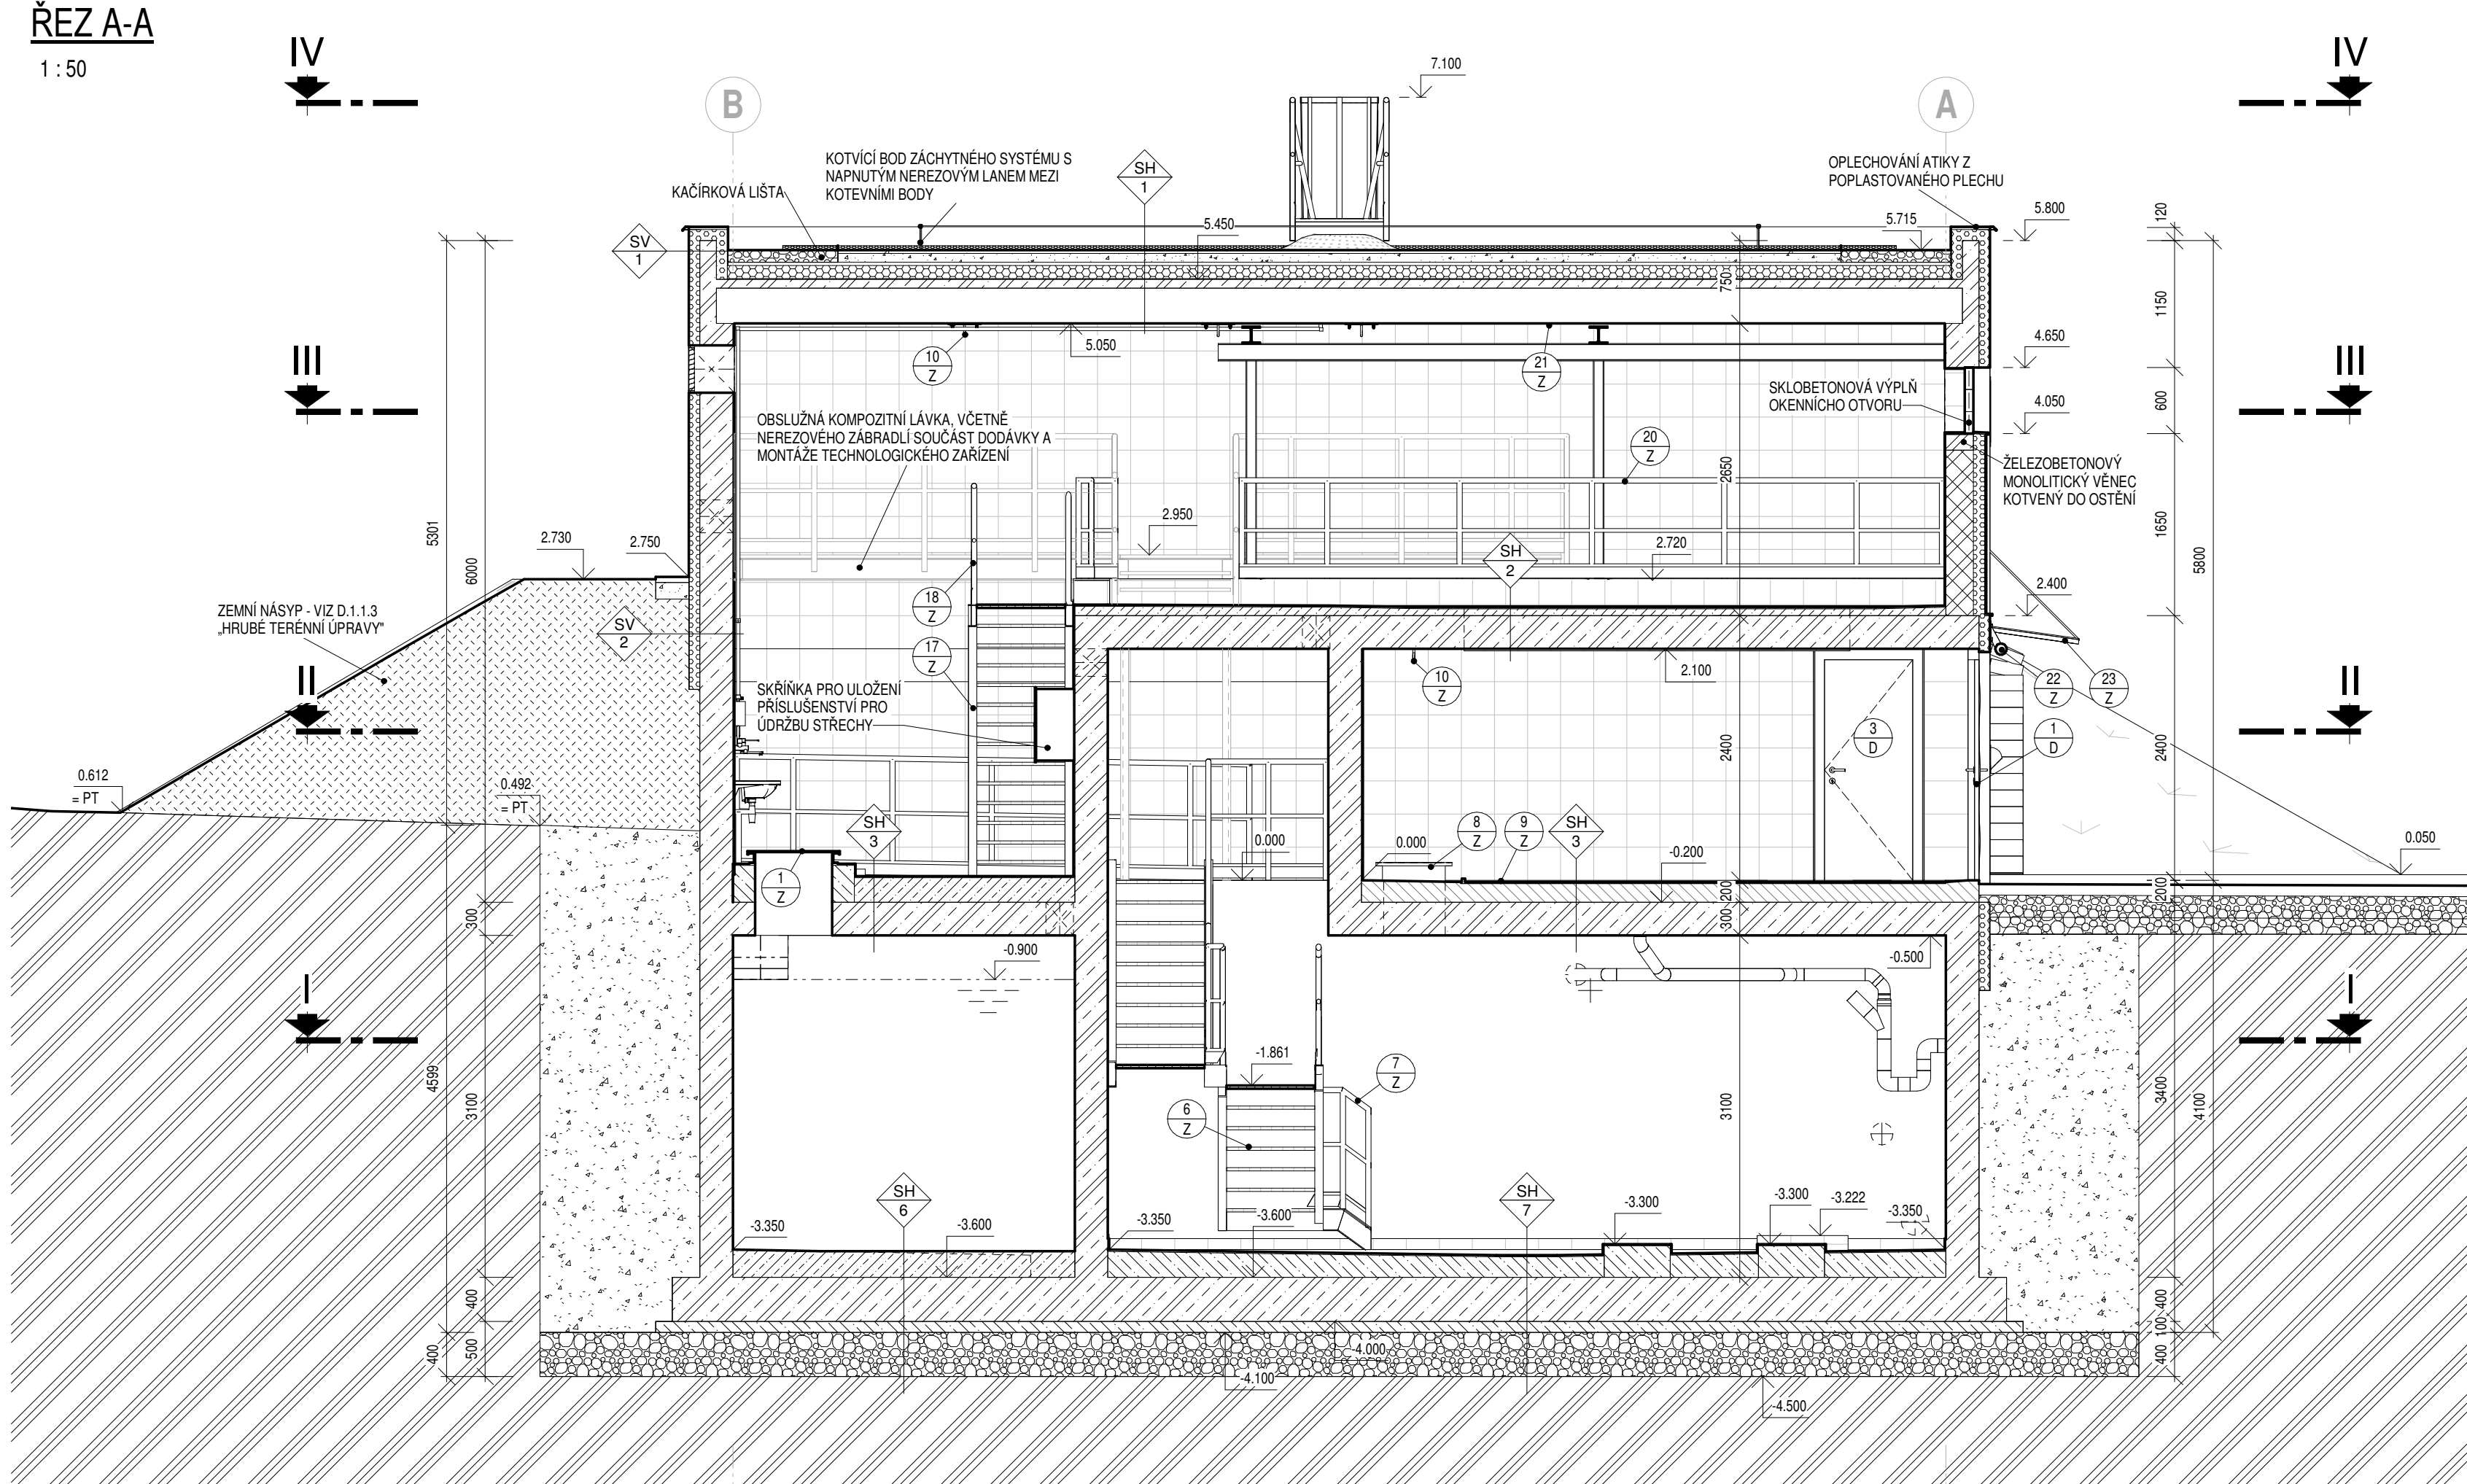 ŘEZ A-A
1 : 50
IV
IV
B
A
7.100
KOTVÍCÍ BOD ZÁCHYTNÉHO SYSTÉMU S
NAPNUTÝM NEREZOVÝM LANEM MEZI
KOTEVNÍMI BODY
KAČÍRKOVÁ LIŠTA
SH
1
OPLECHOVÁNÍ ATIKY Z
POPLASTOVANÉHO PLECHU
5.450
5.715
5.800
120
SV
1
750
1150
III
III
10
Z
5.050
21
Z
4.650
SKLOBETONOVÁ VÝPLŇ
OKENNÍCHO OTVORU
4.050
600
OBSLUŽNÁ KOMPOZITNÍ LÁVKA, VČETNĚ
NEREZOVÉHO ZÁBRADLÍ SOUČÁST DODÁVKY A
MONTÁŽE TECHNOLOGICKÉHO ZAŘÍZENÍ
20
Z
2650
ŽELEZOBETONOVÝ
MONOLITICKÝ VĚNEC
KOTVENÝ DO OSTĚNÍ
5301
6000
2.730
2.750
2.950
2.720
SH
2
1650
5800
ZEMNÍ NÁSYP - VIZ D.1.1.3
„HRUBÉ TERÉNNÍ ÚPRAVY"
SV
2
18
Z
17
Z
2.400
II
II
SKŘÍŇKA PRO ULOŽENÍ
PŘÍSLUŠENSTVÍ PRO
ÚDRŽBU STŘECHY
10
Z
2.100
22
Z
23
Z
3
D
1
D
2400
2400
0.612
= PT
0.492
= PT
SH
3
0.000
0.000
8
Z
9
Z
SH
3
-0.200
0.050
1
Z
300
200
300
200
-0.900
-0.500
I
I
4599
3100
-1.861
7
Z
6
Z
3100
3400
4100
SH
6
SH
7
-3.350
-3.600
-3.350
-3.600
-3.300
-3.300
-3.222
-3.350
400
400
400
500
-4.000
-4.100
100
400
-4.500